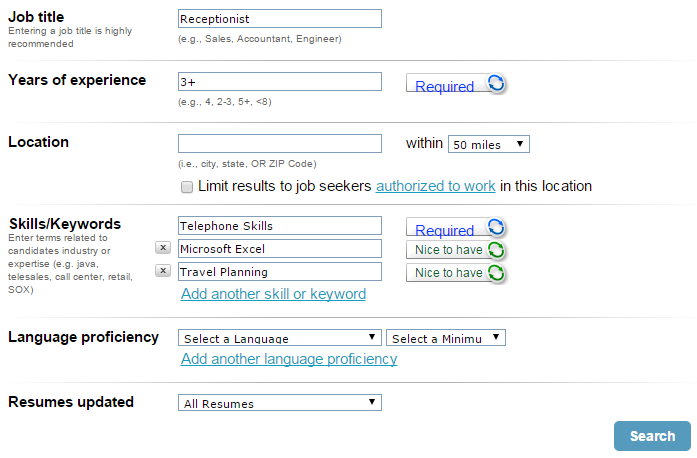 Job title
Receptionist
Entering a job title is highly
recommended
(e.g., Sales, Accountant, Engineer)
Years of experience
3+
Required
(e.g., 4, 2-3, 5+, <8)
Location
within
50 miles
(i.e., city, state, OR ZIP Code)
Limit results to job seekers authorized to work in this location
Skills/Keywords
Telephone Skills
Required
Enter terms related to
candidates industry or
expertise (e.g. java,
telesales, call center, retail,
SOX)
x
Microsoft Excel
Nice to have
x
Travel Planning
Nice to have
Add another skill or keyword
Language proficiency
Select a Language
Select a Minimu
Add another language proficiency
Resumes updated
All Resumes
Search